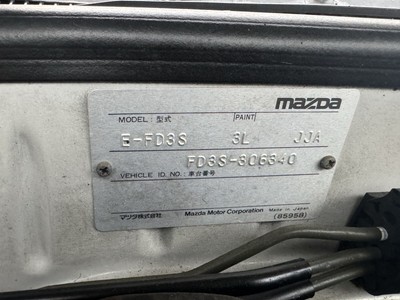 mazda
MODEL: 型式 PAINT
E-FD3S 3L JJA
FD3S-306340
VEHICLE ID NO.: 車台番号
マツダ株式会社 Mazda Motor Corporation Made in Japan
(85958)